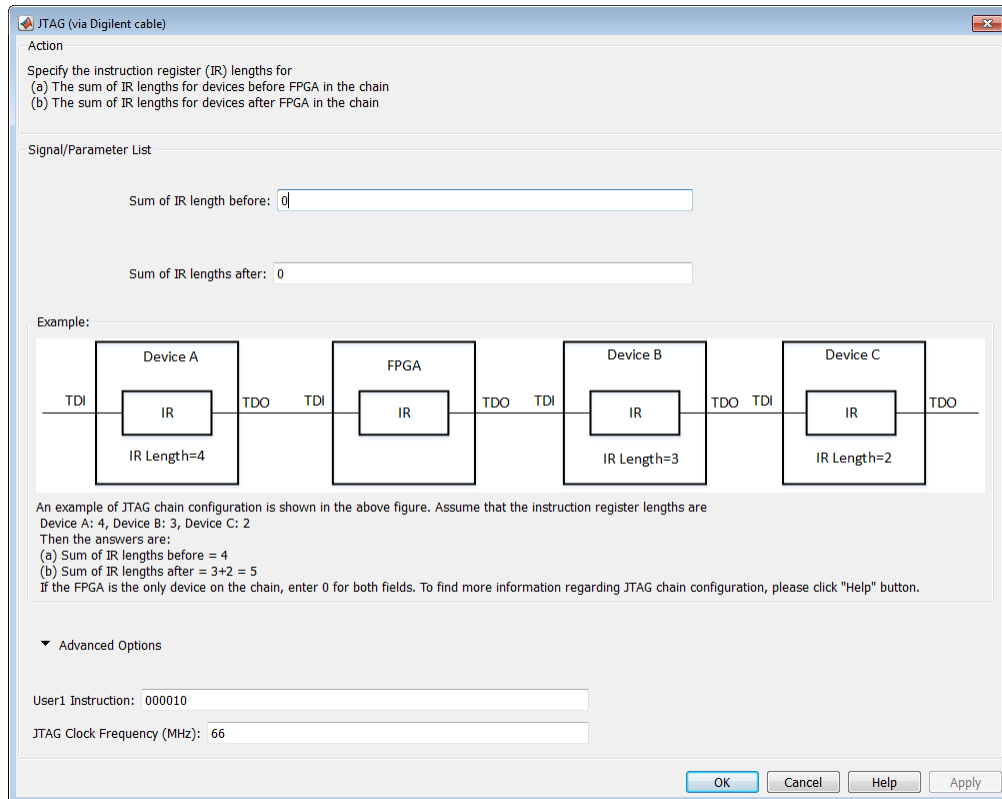 JTAG (via Digilent cable)
Action
Specify the instruction register (IR) lengths for
(a) The sum of IR lengths for devices before FPGA in the chain
(b) The sum of IR lengths for devices after FPGA in the chain
Signal/Parameter List
Sum of IR length before: 0
Sum of IR lengths after: 0
Example:
Device A FPGA Device B Device C
TDI IR TDO TDI IR TDO TDI IR TDO TDI IR TDO
IR Length=4 IR Length=3 IR Length=2
An example of JTAG chain configuration is shown in the above figure. Assume that the instruction register lengths are
Device A: 4, Device B: 3, Device C: 2
Then the answers are:
(a) Sum of IR lengths before = 4
(b) Sum of IR lengths after = 3+2 = 5
If the FPGA is the only device on the chain, enter 0 for both fields. To find more information regarding JTAG chain configuration, please click "Help" button.
Advanced Options
User1 Instruction: 000010
JTAG Clock Frequency (MHz): 66
OK Cancel Help Apply